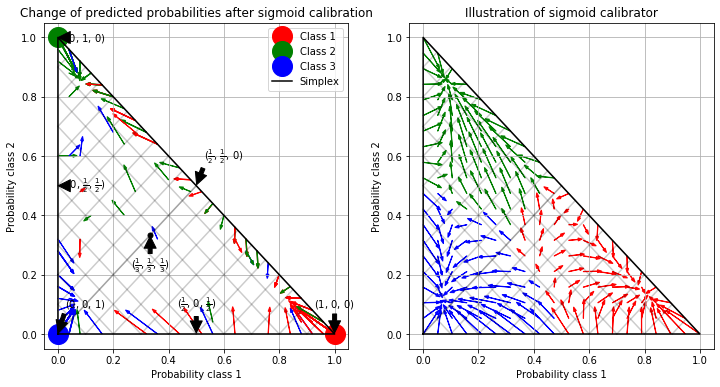 Change of predicted probabilities after sigmoid calibration
Illustration of sigmoid calibrator
Class 1
Class 2
Class 3
Simplex
(0, 1, 0)
(1/2, 1/2, 0)
(0, 1/2, 1/2)
(1/3, 1/3, 1/3)
(0, 0, 1)
(1/2, 0, 1/2)
(1, 0, 0)
1.0
0.8
0.6
0.4
0.2
0.0
Probability class 2
0.0 0.2 0.4 0.6 0.8 1.0
Probability class 1
1.0
0.8
0.6
0.4
0.2
0.0
Probability class 2
0.0 0.2 0.4 0.6 0.8 1.0
Probability class 1